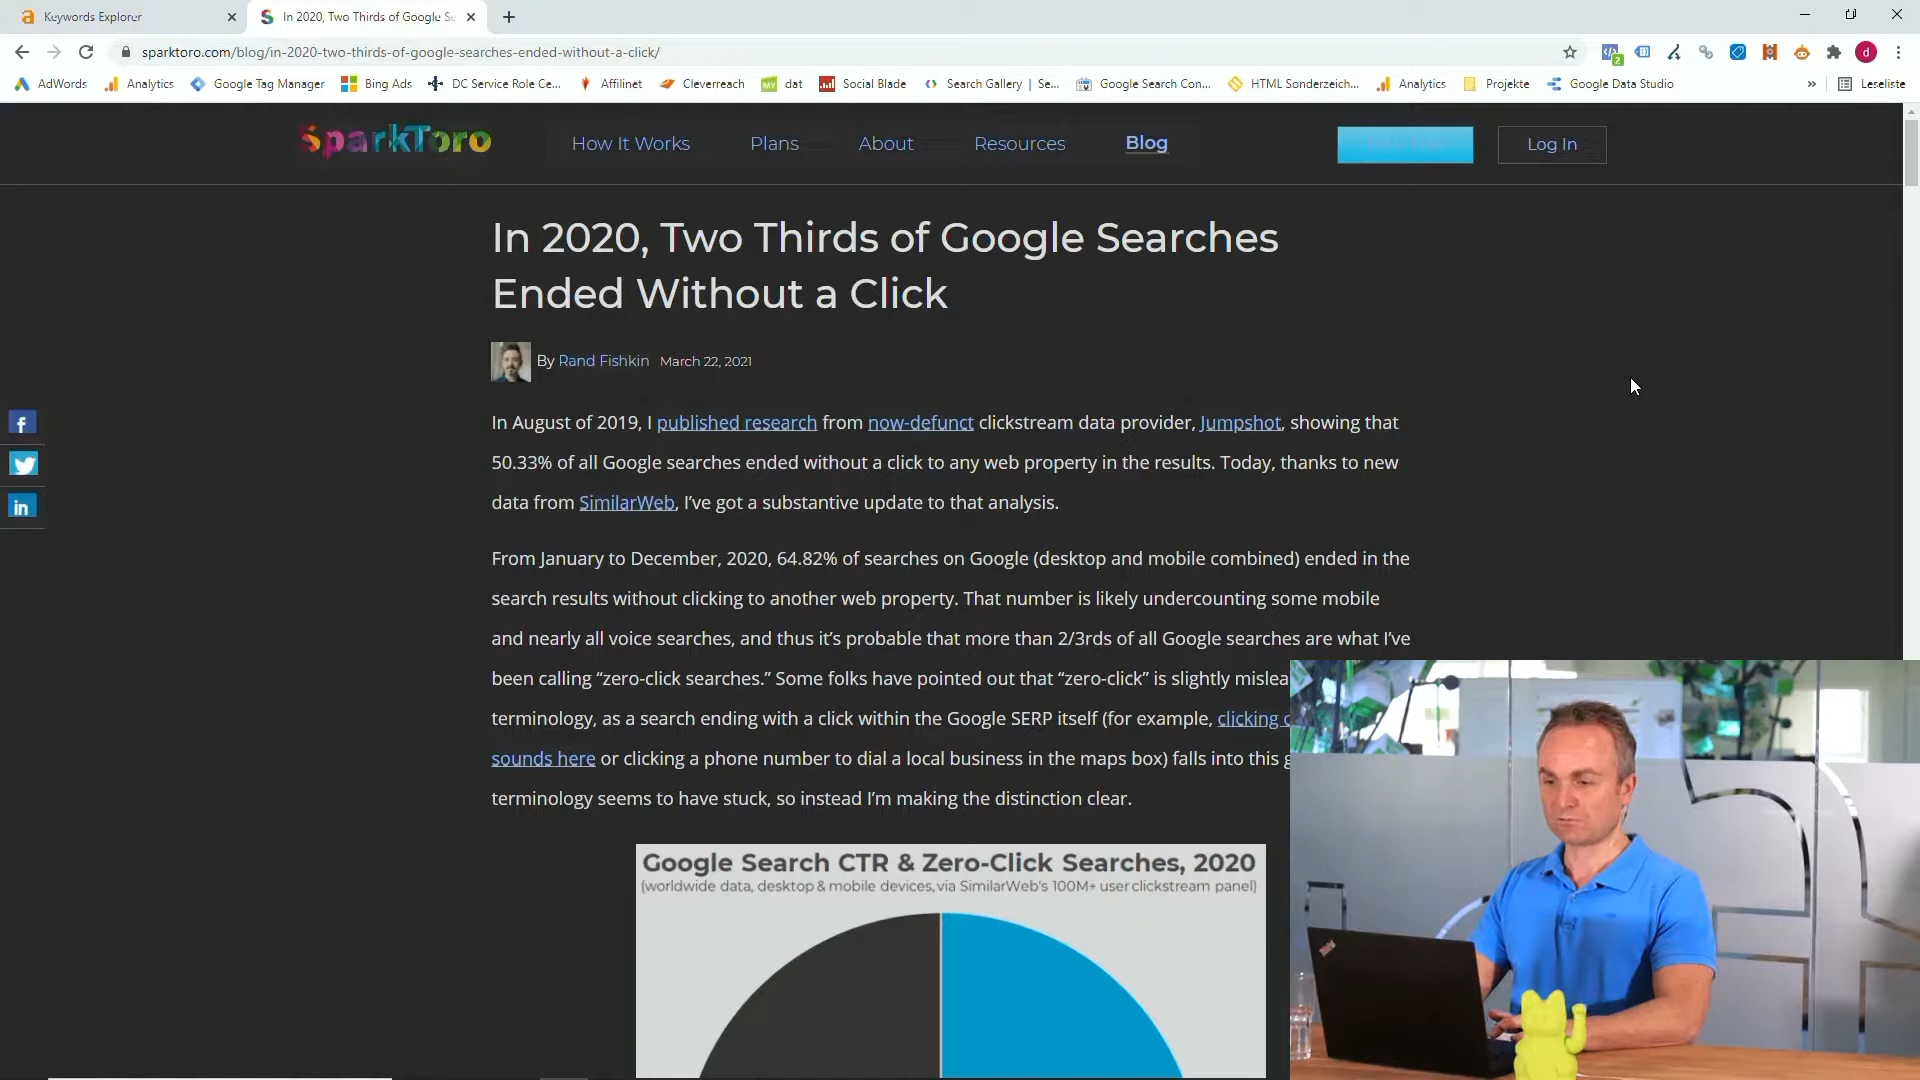 Keywords Explorer
In 2020, Two Thirds of Google Se
sparktoro.com/blog/in-2020-two-thirds-of-google-searches-ended-without-a-click/
2
d
AdWords
Analytics
Google Tag Manager
Bing Ads
DC Service Role Ce...
Affilinet
Cleverreach
dat
Social Blade
Search Gallery | Se...
Google Search Con...
HTML Sonderzeich...
Analytics
Projekte
Google Data Studio
»
Leseliste
SparkToro
How It Works
Plans
About
Resources
Blog
Log In
In 2020, Two Thirds of Google Searches
Ended Without a Click
By Rand Fishkin March 22, 2021
In August of 2019, I published research from now-defunct clickstream data provider, Jumpshot, showing that
50.33% of all Google searches ended without a click to any web property in the results. Today, thanks to new
data from SimilarWeb, I've got a substantive update to that analysis.
From January to December, 2020, 64.82% of searches on Google (desktop and mobile combined) ended in the
search results without clicking to another web property. That number is likely undercounting some mobile
and nearly all voice searches, and thus it's probable that more than 2/3rds of all Google searches are what I've
been calling “zero-click searches.” Some folks have pointed out that “zero-click” is slightly mislea
terminology, as a search ending with a click within the Google SERP itself (for example, clicking
sounds here or clicking a phone number to dial a local business in the maps box) falls into this
terminology seems to have stuck, so instead I'm making the distinction clear.
Google Search CTR & Zero-Click Searches, 2020
(worldwide data, desktop & mobile devices, via SimilarWeb's 100M+ user clickstream panel)